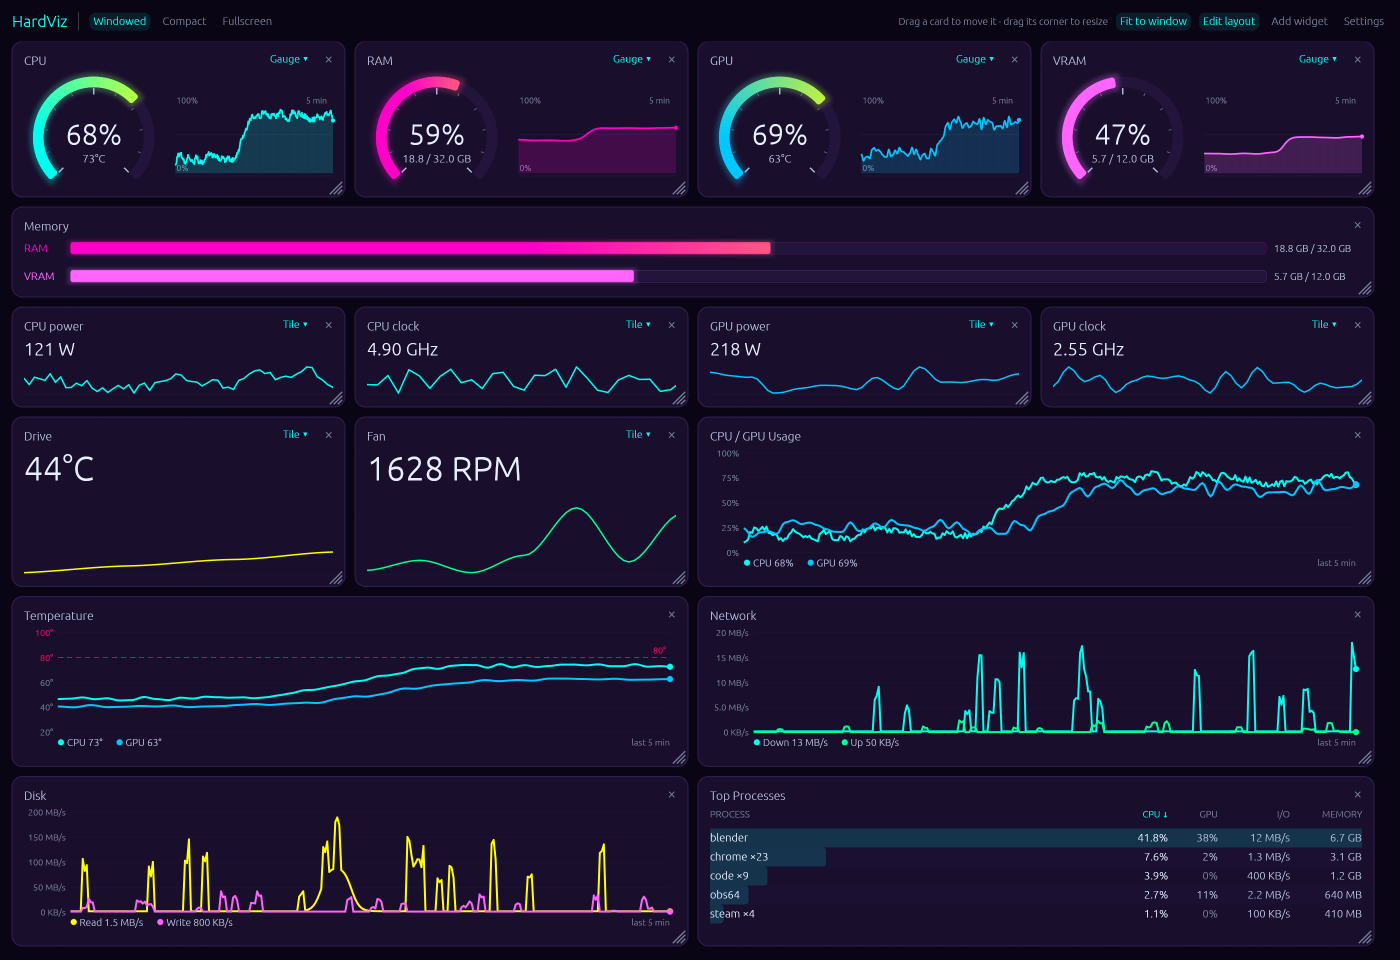 HardViz Windowed Compact Fullscreen Drag a card to move it · drag its corner to resize Fit to window Edit layout Add widget Settings
CPU Gauge ▾ ×
100% 5 min
68%
73°C
0%
RAM Gauge ▾ ×
100% 5 min
59%
18.8 / 32.0 GB
0%
GPU Gauge ▾ ×
100% 5 min
69%
63°C
0%
VRAM Gauge ▾ ×
100% 5 min
47%
5.7 / 12.0 GB
0%
Memory ×
RAM 18.8 GB / 32.0 GB
VRAM 5.7 GB / 12.0 GB
CPU power Tile ▾ ×
121 W
CPU clock Tile ▾ ×
4.90 GHz
GPU power Tile ▾ ×
218 W
GPU clock Tile ▾ ×
2.55 GHz
Drive Tile ▾ ×
44°C
Fan Tile ▾ ×
1628 RPM
CPU / GPU Usage ×
100%
75%
50%
25%
0%
CPU 68% GPU 69% last 5 min
Temperature ×
100°
80° 80°
60°
40°
20°
CPU 73° GPU 63° last 5 min
Network ×
20 MB/s
15 MB/s
10 MB/s
5.0 MB/s
0 KB/s
Down 13 MB/s Up 50 KB/s last 5 min
Disk ×
200 MB/s
150 MB/s
100 MB/s
50 MB/s
0 KB/s
Read 1.5 MB/s Write 800 KB/s last 5 min
Top Processes ×
PROCESS CPU ↓ GPU I/O MEMORY
blender 41.8% 38% 12 MB/s 6.7 GB
chrome ×23 7.6% 2% 1.3 MB/s 3.1 GB
code ×9 3.9% 0% 400 KB/s 1.2 GB
obs64 2.7% 11% 2.2 MB/s 640 MB
steam ×4 1.1% 0% 100 KB/s 410 MB